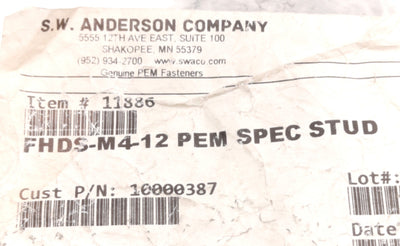 S.W. ANDERSON COMPANY
5555 12TH AVE EAST, SUITE 100
SHAKOPEE, MN 55379
(952) 934-2700 www.swaco.com
Genuine PEM Fasteners
Item # 11886
FHDS-M4-12 PEM SPEC STUD
Cust P/N: 10000387
Lot#:
Date